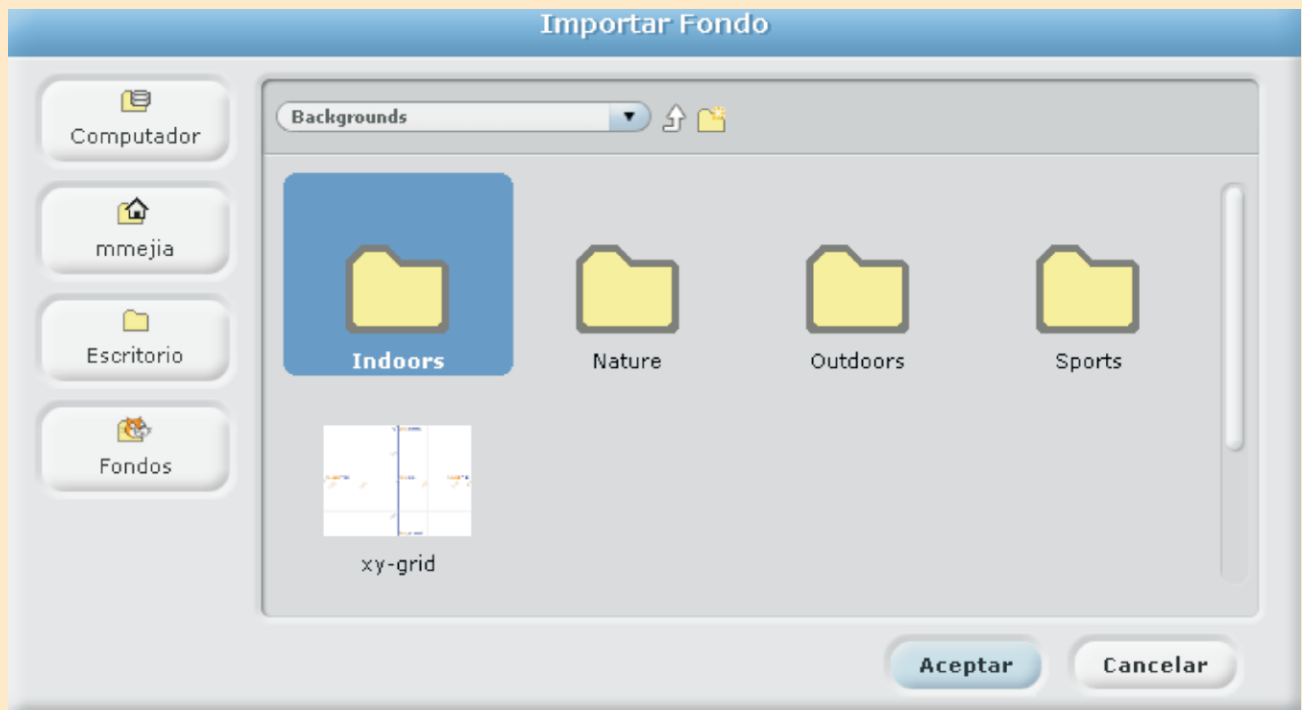 Importar Fondo
Computador
mmejia
Escritorio
Fondos
Backgrounds
Indoors
Nature
Outdoors
Sports
xy-grid
Aceptar
Cancelar